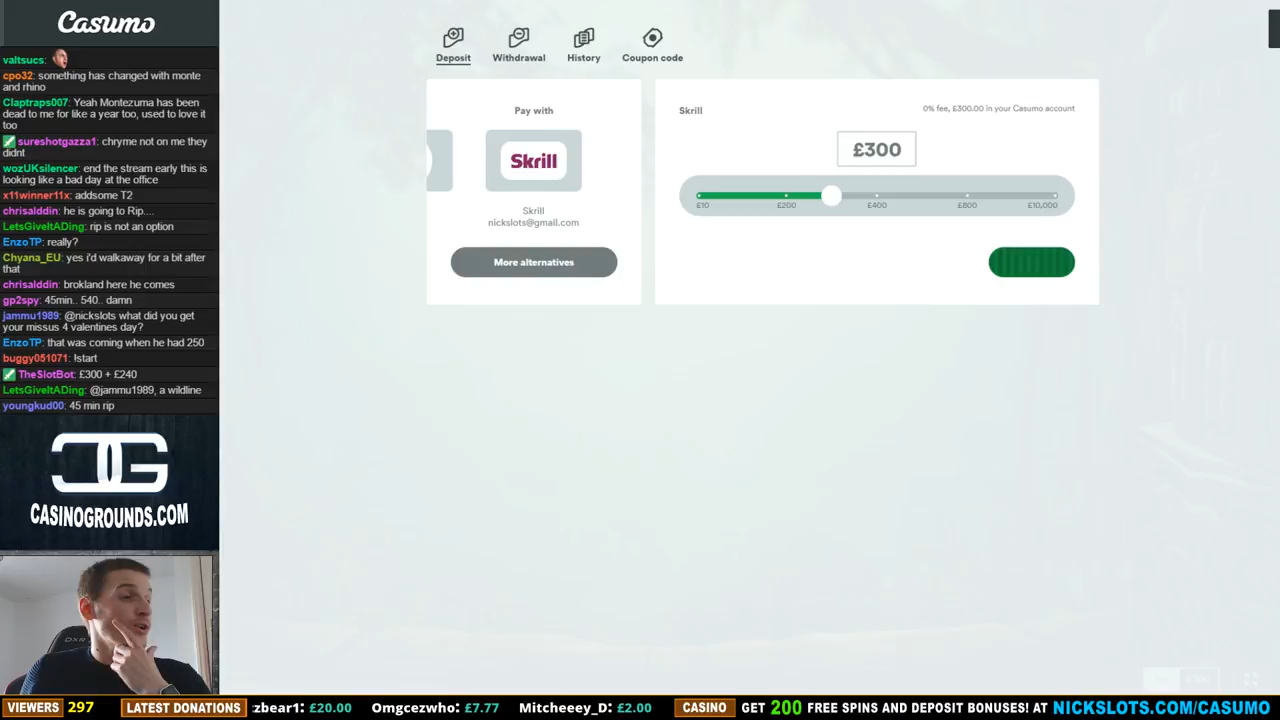 Casumo
valtsucs:
cpo32: something has changed with monte
and rhino
Claptraps007: Yeah Montezuma has been
dead to me for like a year too, used to love it
too
sureshotgazza1: chryme not on me they
didnt
wozUKsilencer: end the stream early this is
looking like a bad day at the office
x11winner11x: addsome T2
chrisalddin: he is going to Rip....
LetsGiveItADing: rip is not an option
EnzoTP: really?
Chyana_EU: yes i'd walkaway for a bit after
that
chrisalddin: brokland here he comes
gp2spy: 45min.. 540.. damn
jammu1989: @nickslots what did you get
your missus 4 valentines day?
EnzoTP: that was coming when he had 250
buggy051071: !start
TheSlotBot: £300 + £240
LetsGiveItADing: @jammu1989, a wildline
youngkud00: 45 min rip
CASINOGROUNDS.COM
Deposit Withdrawal History Coupon code
Pay with
Skrill
Skrill
nickslots@gmail.com
More alternatives
Skrill
0% fee, £300.00 in your Casumo account
£300
£10 £200 £400 £800 £10,000
VIEWERS 297 LATEST DONATIONS :zbear1: £20.00 Omgcezwho: £7.77 Mitcheeey_D: £2.00 CASINO GET 200 FREE SPINS AND DEPOSIT BONUSES! AT NICKSLOTS.COM/CASUMO